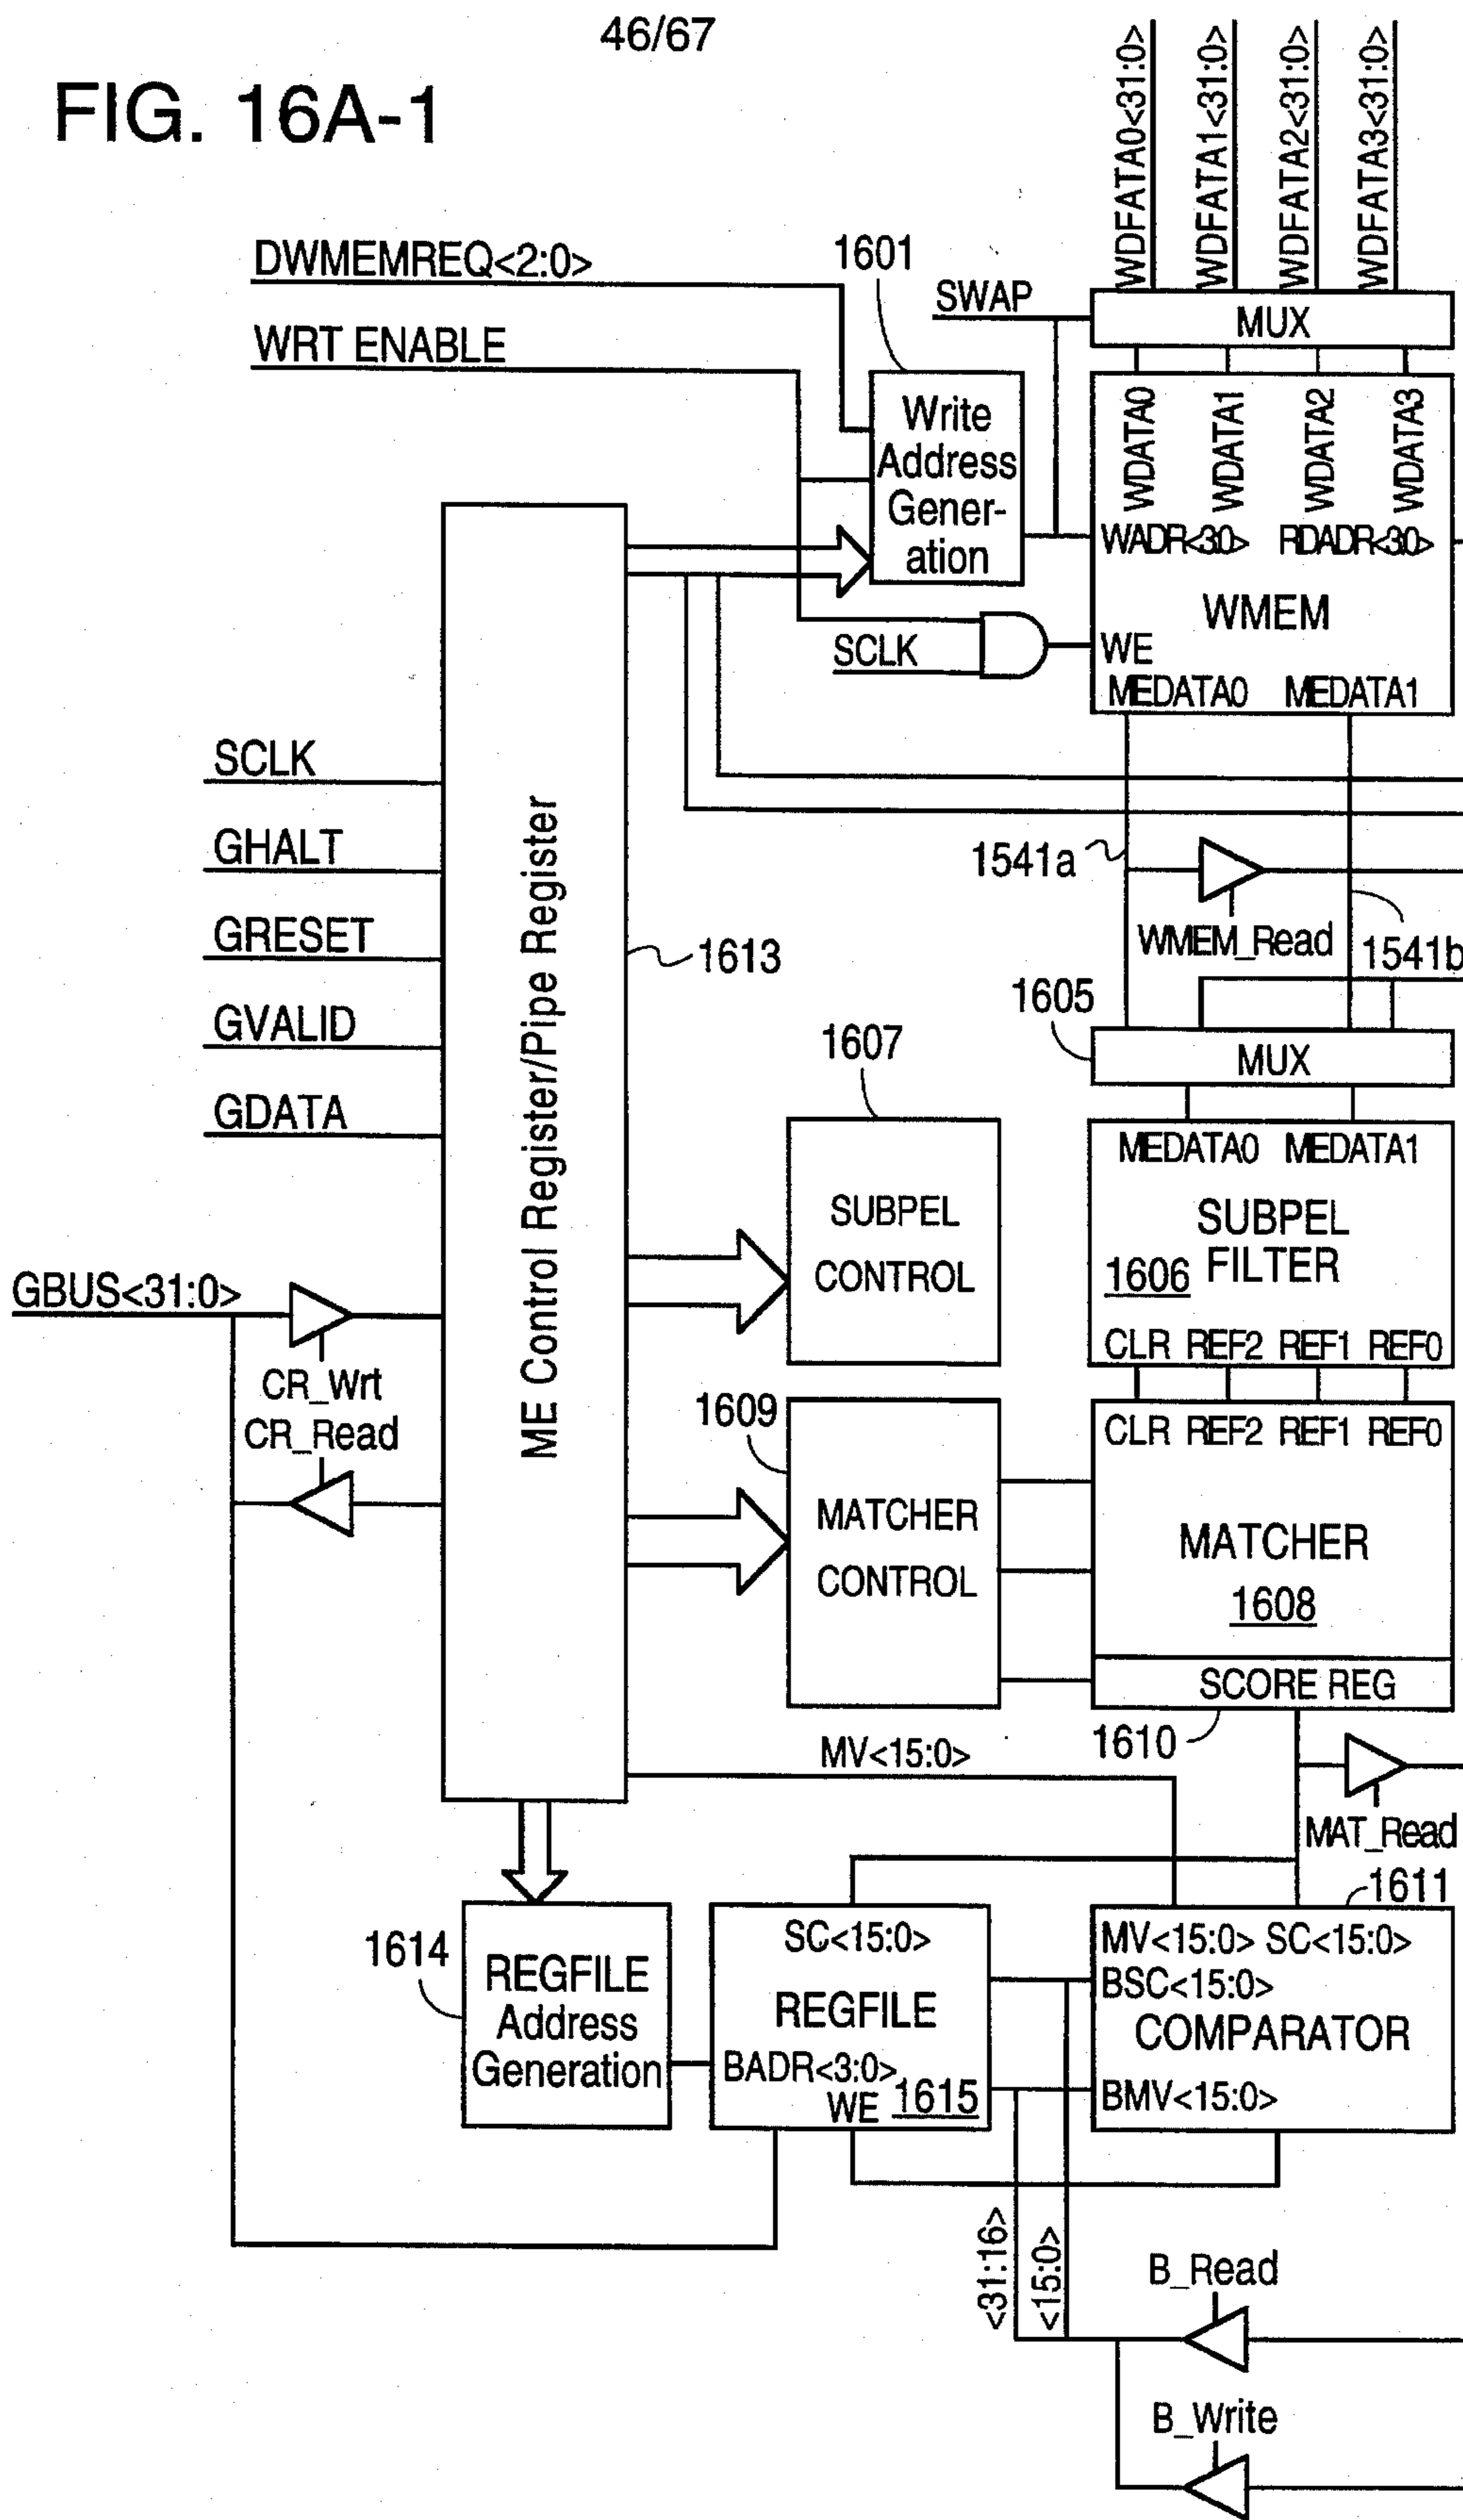 46/67
FIG. 16A-1
WDFATA0<31:0>
WDFATA1<31:0>
WDFATA2<31:0>
WDFATA3<31:0>
DWMEMREQ<2:0>
1601
SWAP
MUX
WRT ENABLE
Write
Address
Gener-
ation
WDATA0
WDATA1
WDATA2
WDATA3
WADR<30> RDADR<30>
WMEM
SCLK
WE
MEDATA0 MEDATA1
SCLK
GHALT
GRESET
GVALID
GDATA
ME Control Register/Pipe Register
1613
1541a
WMEM_Read
1541b
1605
MUX
1607
SUBPEL
CONTROL
MEDATA0 MEDATA1
SUBPEL
FILTER
1606
CLR REF2 REF1 REF0
GBUS<31:0>
CR_Wrt
CR_Read
1609
MATCHER
CONTROL
CLR REF2 REF1 REF0
MATCHER
1608
SCORE REG
1610
MV<15:0>
MAT_Read
1611
1614
REGFILE
Address
Generation
SC<15:0>
REGFILE
BADR<3:0>
WE 1615
MV<15:0> SC<15:0>
BSC<15:0>
COMPARATOR
BMV<15:0>
<31:16>
<15:0>
B_Read
B_Write